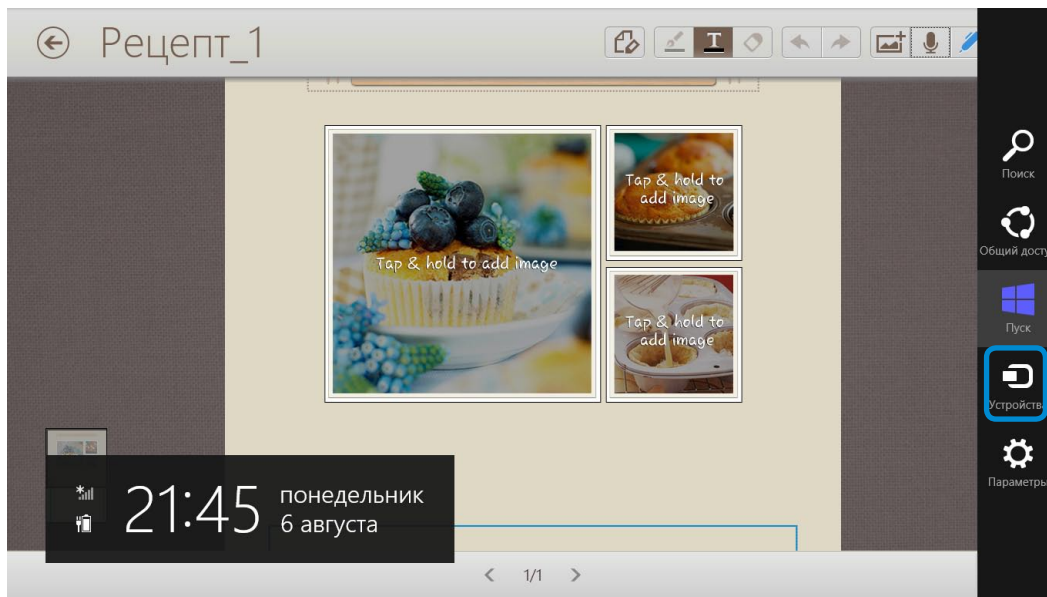 Рецепт_1
T
Tap & hold to add image
Tap & hold to
add image
Tap & hold to
add image
Поиск
Общий досту
Пуск
Устройства
Параметры
21:45
понедельник
6 августа
1/1